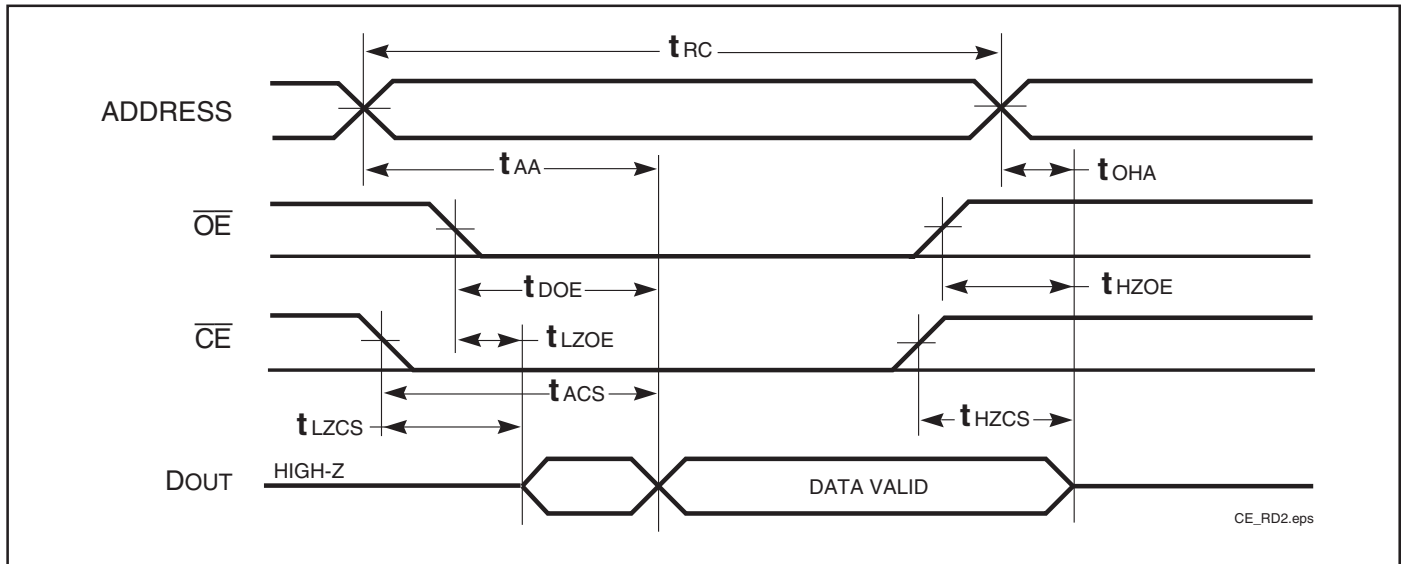 tRC
ADDRESS
tAA
tOHA
OE
tDOE
tHZOE
CE
tLZOE
tACS
tLZCS
tHZCS
DOUT
HIGH-Z
DATA VALID
CE_RD2.eps